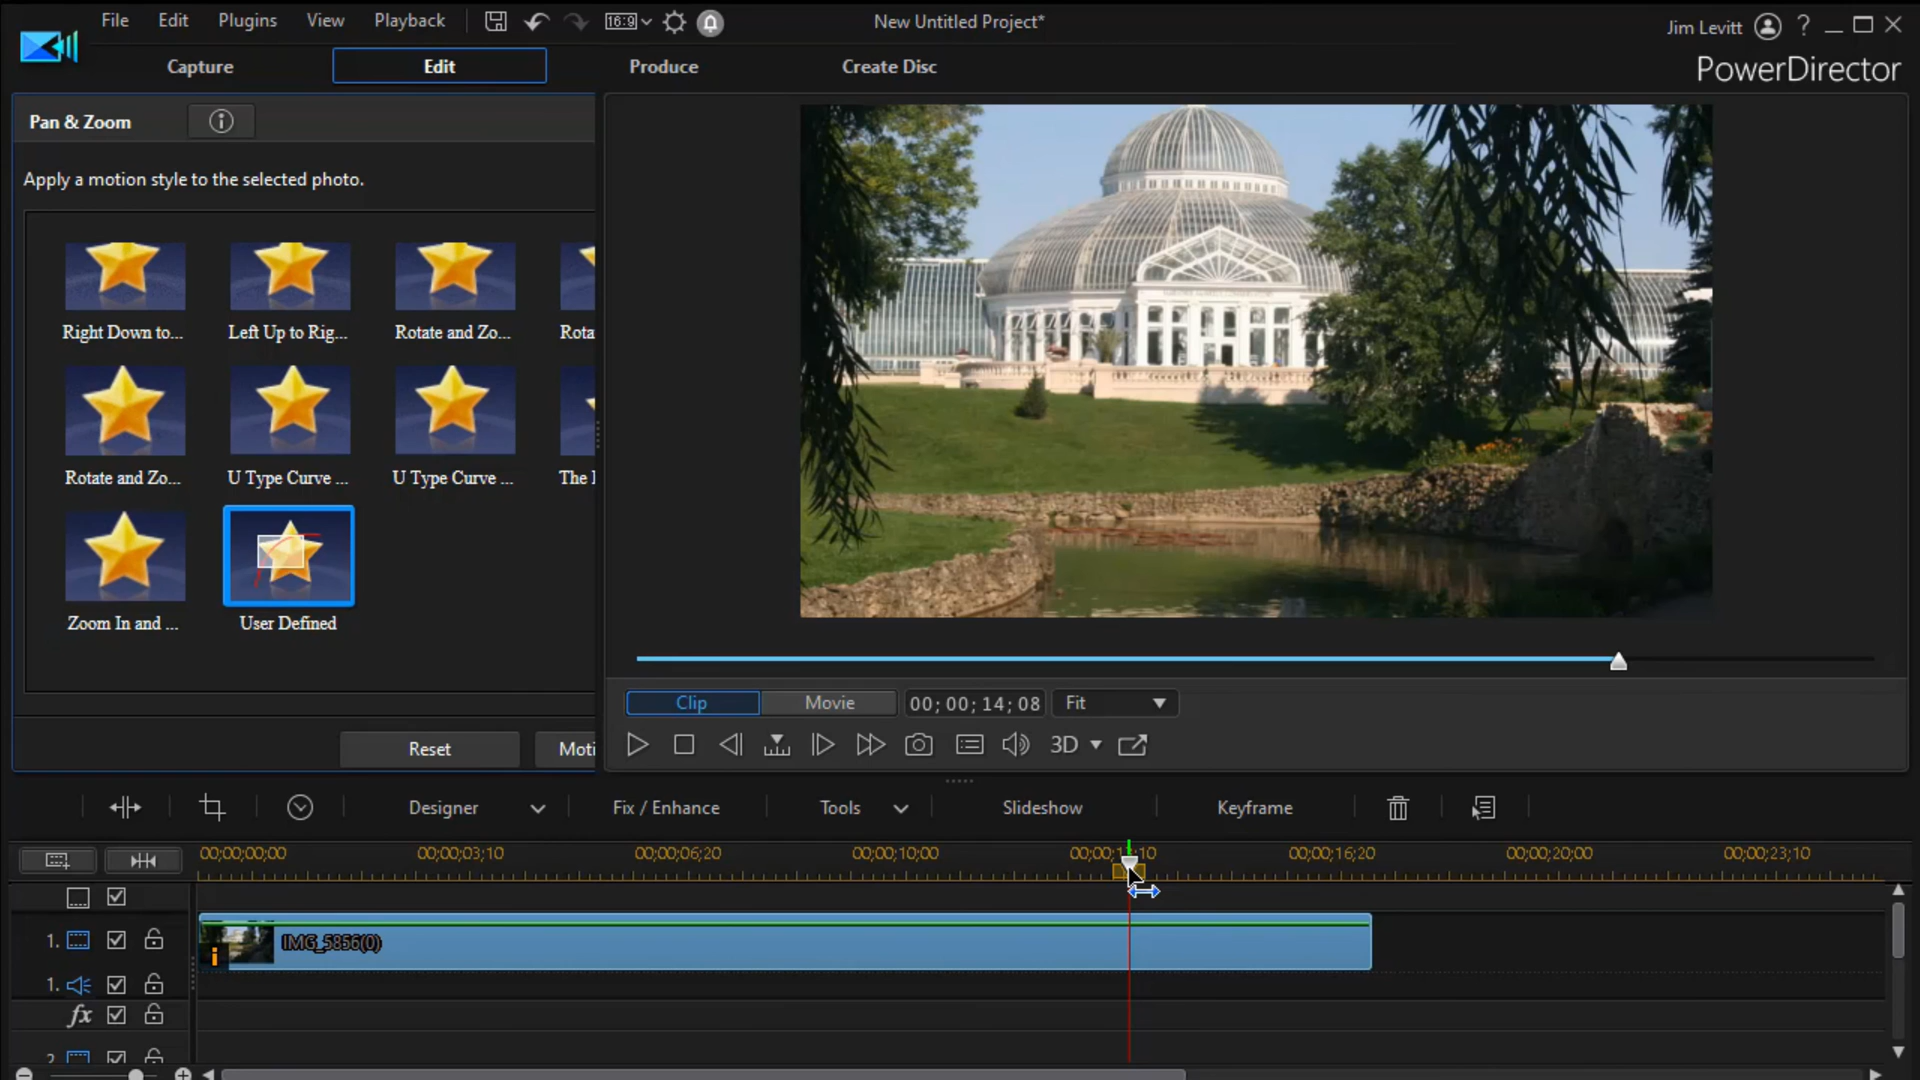 File Edit Plugins View Playback 16:9 New Untitled Project* Jim Levitt ?
Capture Edit Produce Create Disc PowerDirector
Pan & Zoom
Apply a motion style to the selected photo.
Right Down to... Left Up to Rig... Rotate and Zo... Rota
Rotate and Zo... U Type Curve ... U Type Curve ... The
Zoom In and ... User Defined
Clip Movie 00; 00; 14; 08 Fit
Reset Moti 3D
Designer Fix / Enhance Tools Slideshow Keyframe
00;00;00;00 00;00;03;10 00;00;06;20 00;00;10;00 00;00;16;20 00;00;20;00 00;00;23;10
1. IMG_5856(0)
1.
fx
2